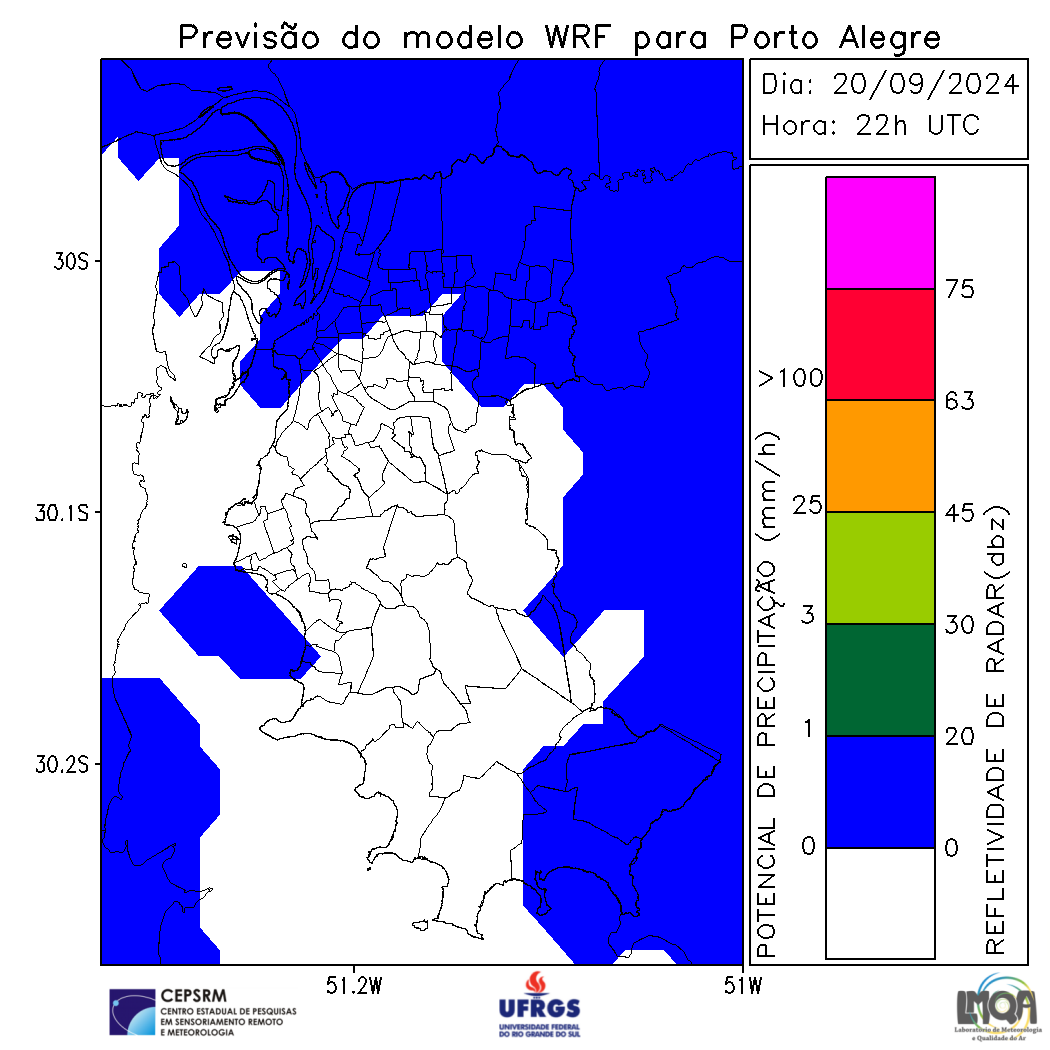 Previsão do modelo WRF para Porto Alegre
Dia: 20/09/2024
Hora: 22h UTC
30S
30.1S
30.2S
51.2W
51W
POTENCIAL DE PRECIPITAÇÃO (mm/h)
>100
25
3
1
0
75
63
45
30
20
0
REFLETIVIDADE DE RADAR(dbz)
CEPSRM
CENTRO ESTADUAL DE PESQUISAS
EM SENSORIAMENTO REMOTO
E METEOROLOGIA
UFRGS
UNIVERSIDADE FEDERAL
DO RIO GRANDE DO SUL
LMQA
Laboratório de Meteorologia
e Qualidade do Ar